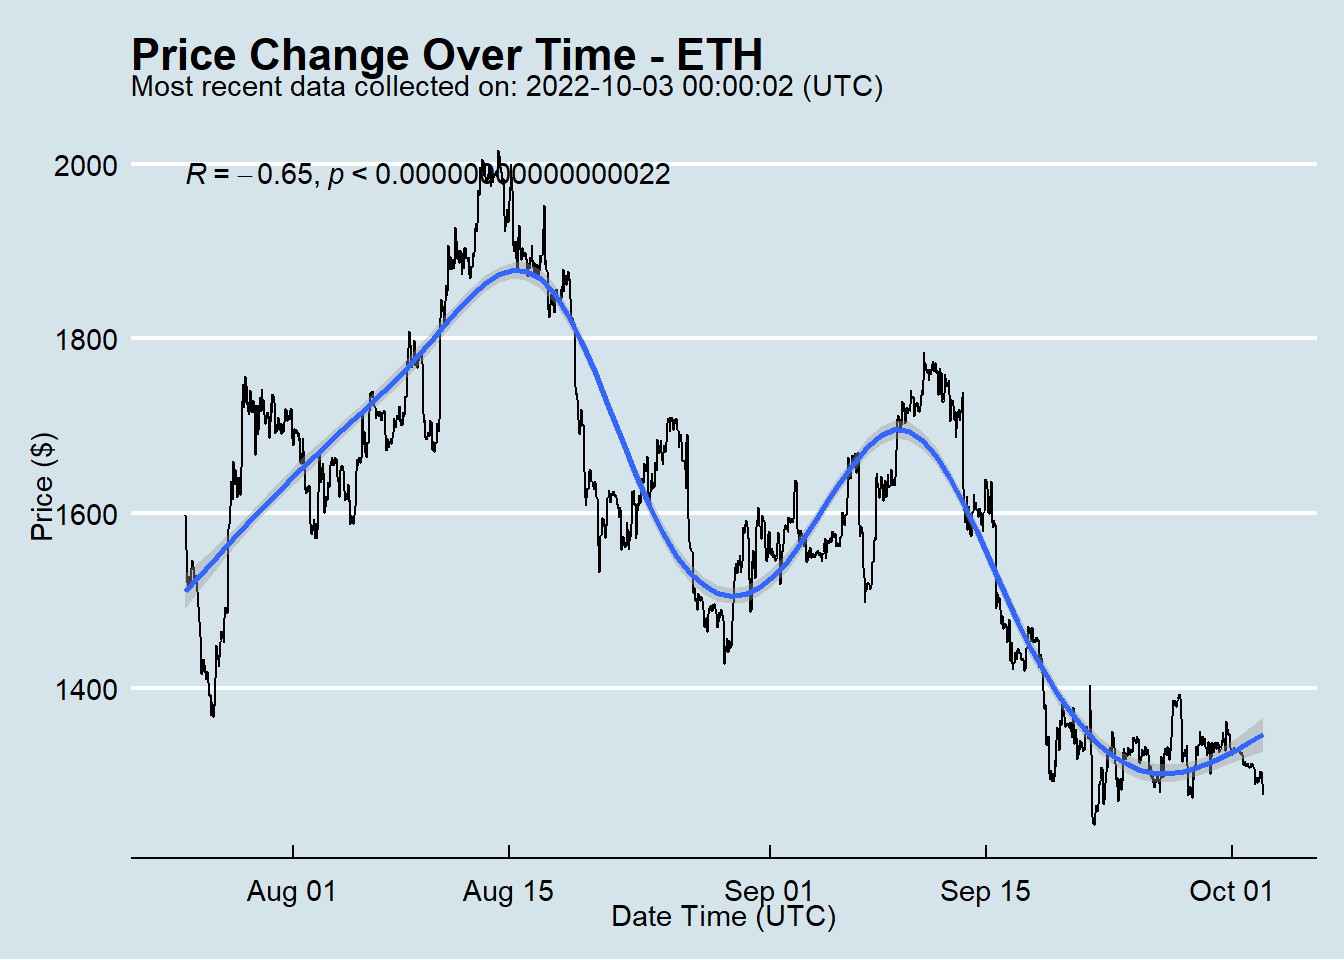 Price Change Over Time - ETH
Most recent data collected on: 2022-10-03 00:00:02 (UTC)
R = −0.65, p < 0.00000000000000022
2000
1800
1600
1400
Price ($)
Aug 01 Aug 15 Sep 01 Sep 15 Oct 01
Date Time (UTC)